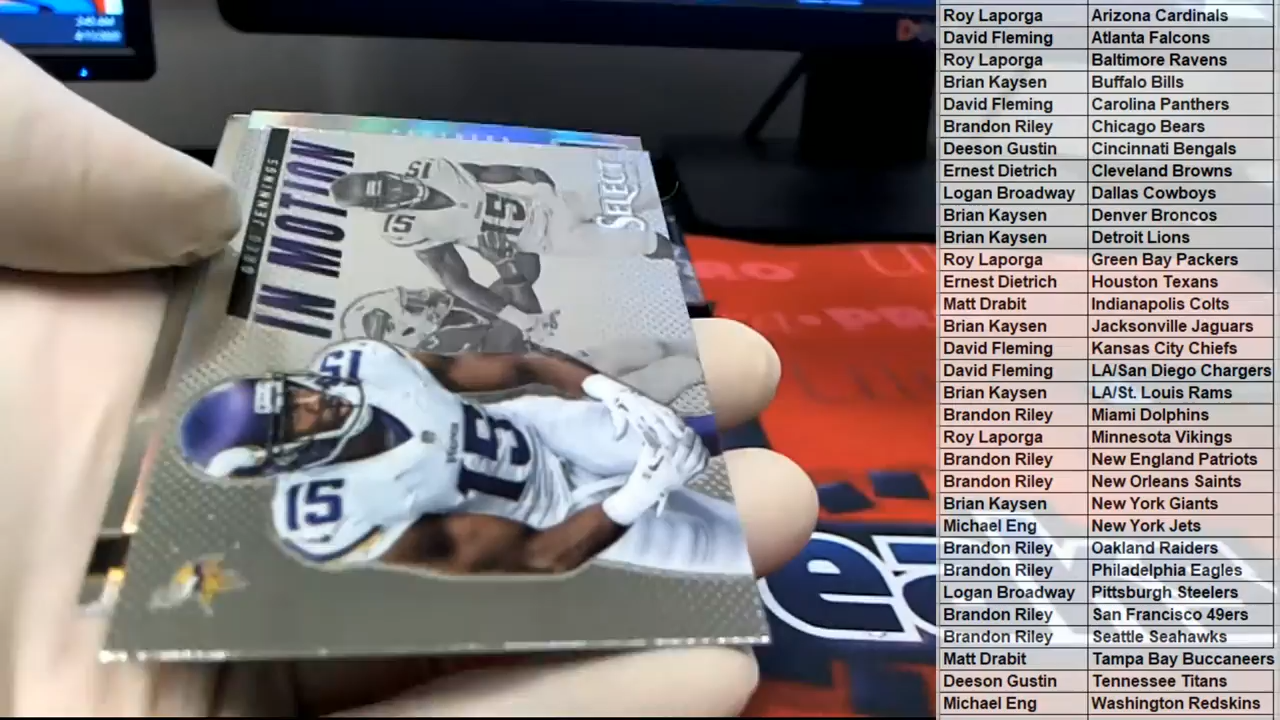 GREG JENNINGS
IN MOTION
SELECT
15
15
15
15
15
15
Roy Laporga Arizona Cardinals
David Fleming Atlanta Falcons
Roy Laporga Baltimore Ravens
Brian Kaysen Buffalo Bills
David Fleming Carolina Panthers
Brandon Riley Chicago Bears
Deeson Gustin Cincinnati Bengals
Ernest Dietrich Cleveland Browns
Logan Broadway Dallas Cowboys
Brian Kaysen Denver Broncos
Brian Kaysen Detroit Lions
Roy Laporga Green Bay Packers
Ernest Dietrich Houston Texans
Matt Drabit Indianapolis Colts
Brian Kaysen Jacksonville Jaguars
David Fleming Kansas City Chiefs
David Fleming LA/San Diego Chargers
Brian Kaysen LA/St. Louis Rams
Brandon Riley Miami Dolphins
Roy Laporga Minnesota Vikings
Brandon Riley New England Patriots
Brandon Riley New Orleans Saints
Brian Kaysen New York Giants
Michael Eng New York Jets
Brandon Riley Oakland Raiders
Brandon Riley Philadelphia Eagles
Logan Broadway Pittsburgh Steelers
Brandon Riley San Francisco 49ers
Brandon Riley Seattle Seahawks
Matt Drabit Tampa Bay Buccaneers
Deeson Gustin Tennessee Titans
Michael Eng Washington Redskins